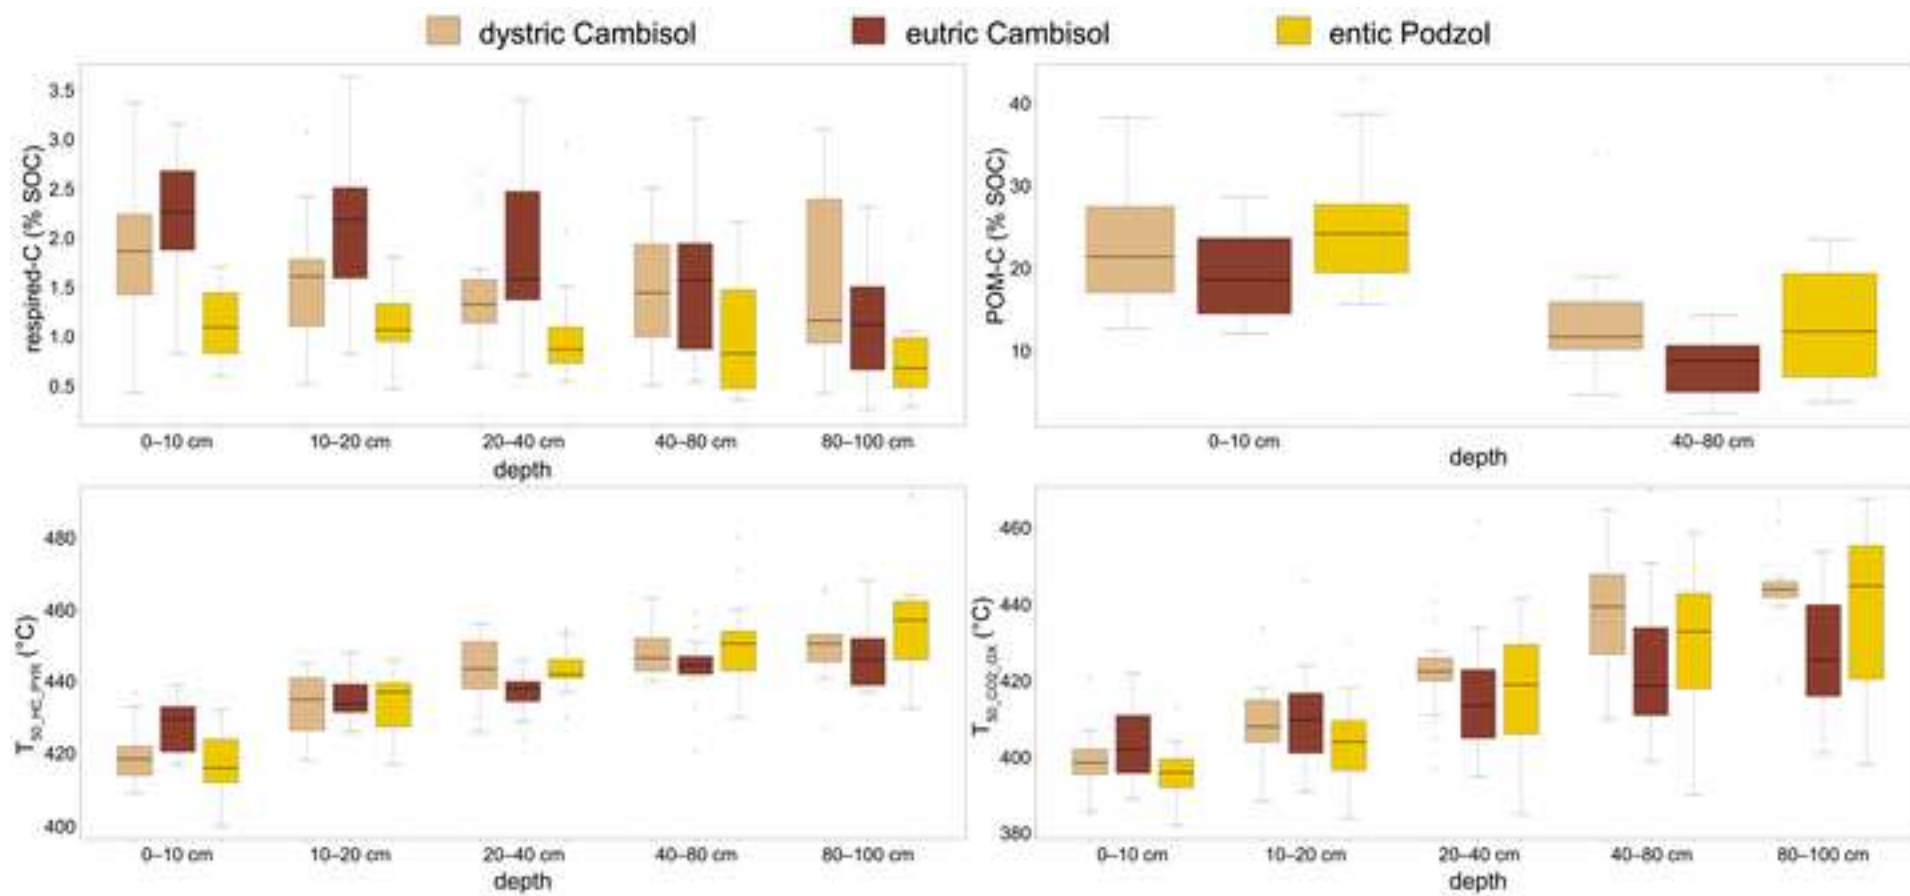 dystric Cambisol eutric Cambisol entic Podzol
respired-C (% SOC)
3.5
3.0
2.5
2.0
1.5
1.0
0.5
0–10 cm 10–20 cm 20–40 cm 40–80 cm 80–100 cm
depth
POM-C (% SOC)
40
30
20
10
0–10 cm 40–80 cm
depth
T50_HC_PYR (°C)
480
460
440
420
400
0–10 cm 10–20 cm 20–40 cm 40–80 cm 80–100 cm
depth
T50_CO2_OX (°C)
460
440
420
400
380
0–10 cm 10–20 cm 20–40 cm 40–80 cm 80–100 cm
depth